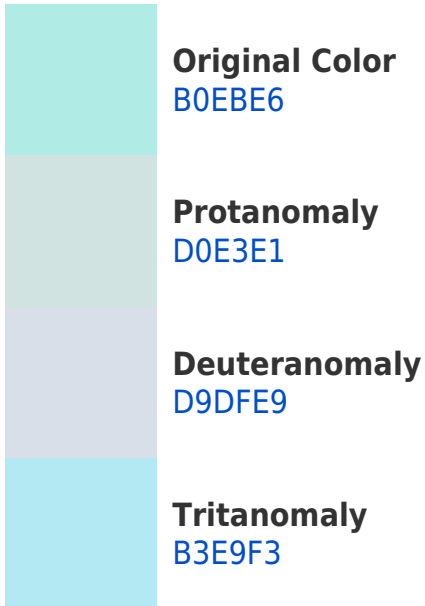 Original Color
B0EBE6
Protanomaly
D0E3E1
Deuteranomaly
D9DFE9
Tritanomaly
B3E9F3